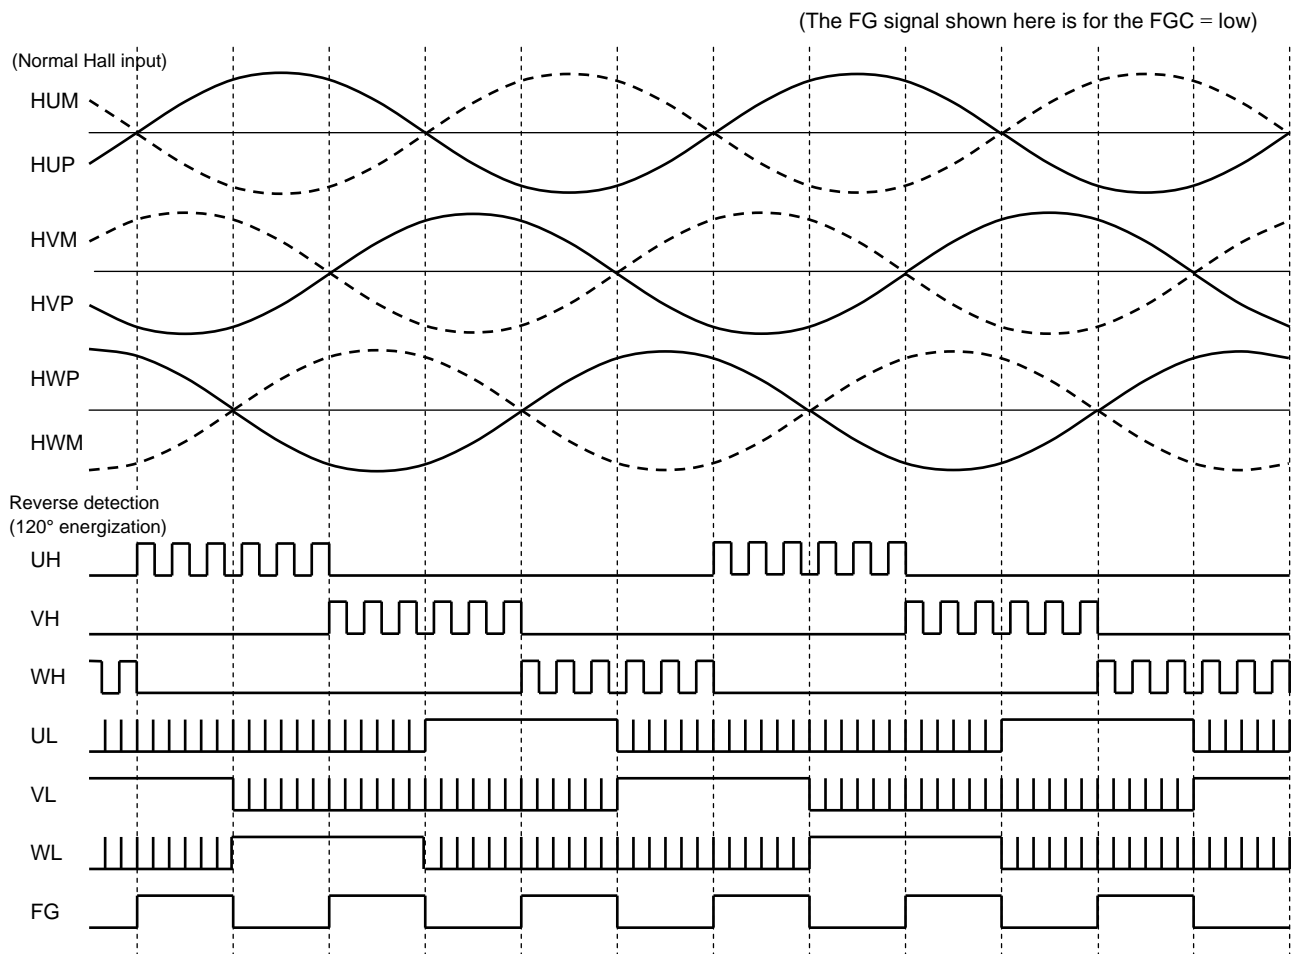 (The FG signal shown here is for the FGC = low)
(Normal Hall input)
HUM
HUP
HVM
HVP
HWP
HWM
Reverse detection
(120° energization)
UH
VH
WH
UL
VL
WL
FG